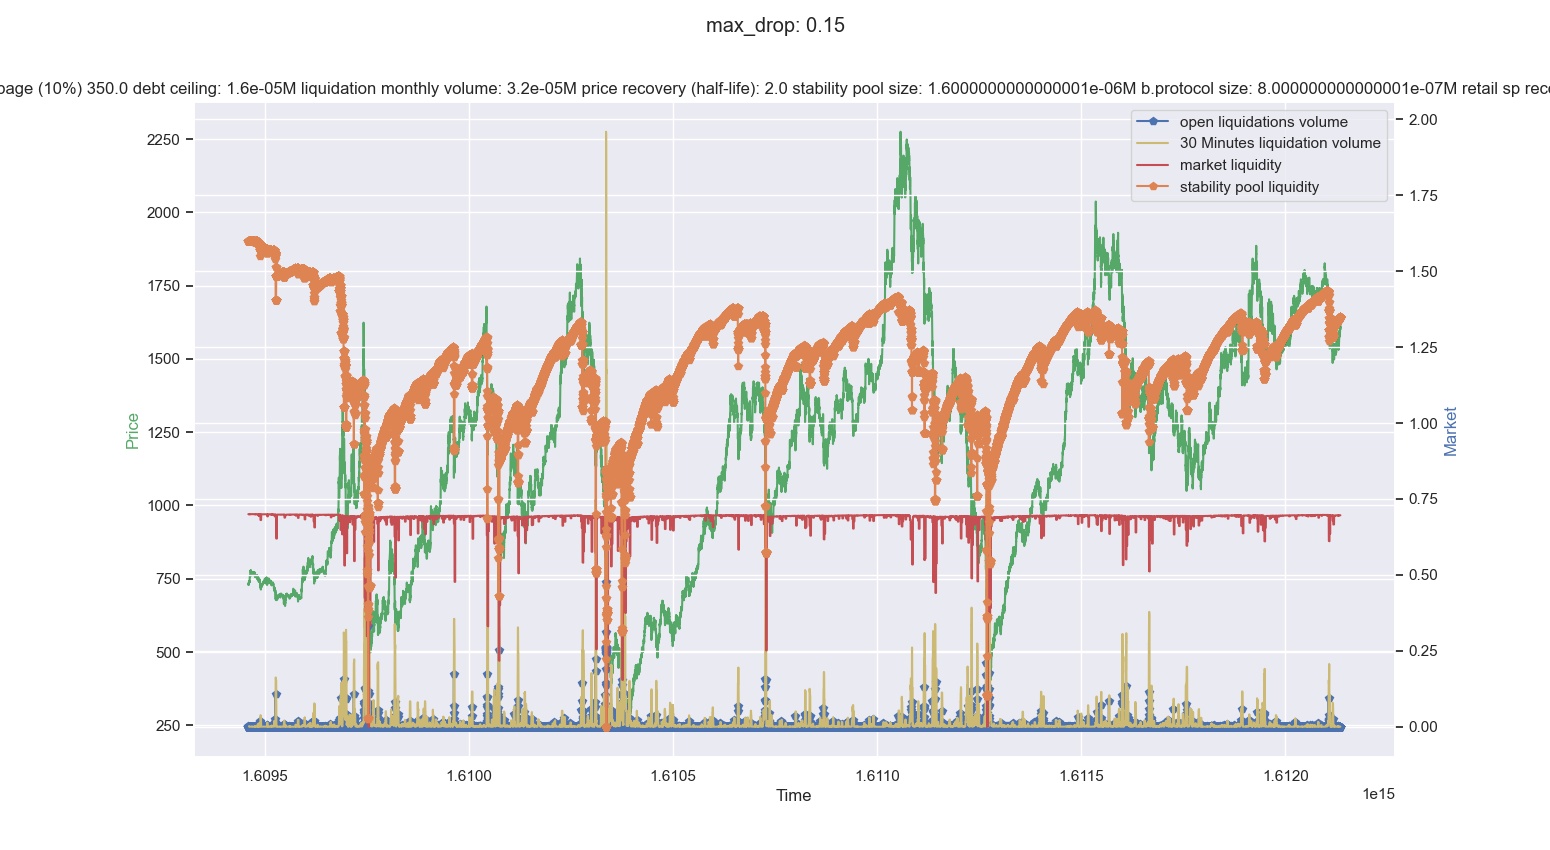 max_drop: 0.15
page (10%) 350.0 debt ceiling: 1.6e-05M liquidation monthly volume: 3.2e-05M price recovery (half-life): 2.0 stability pool size: 1.6000000000000001e-06M b.protocol size: 8.000000000000001e-07M retail sp reco
open liquidations volume
30 Minutes liquidation volume
market liquidity
stability pool liquidity
2250
2000
1750
1500
1250
1000
750
500
250
Price
2.00
1.75
1.50
1.25
1.00
0.75
0.50
0.25
0.00
Market
1.6095 1.6100 1.6105 1.6110 1.6115 1.6120
Time
1e15